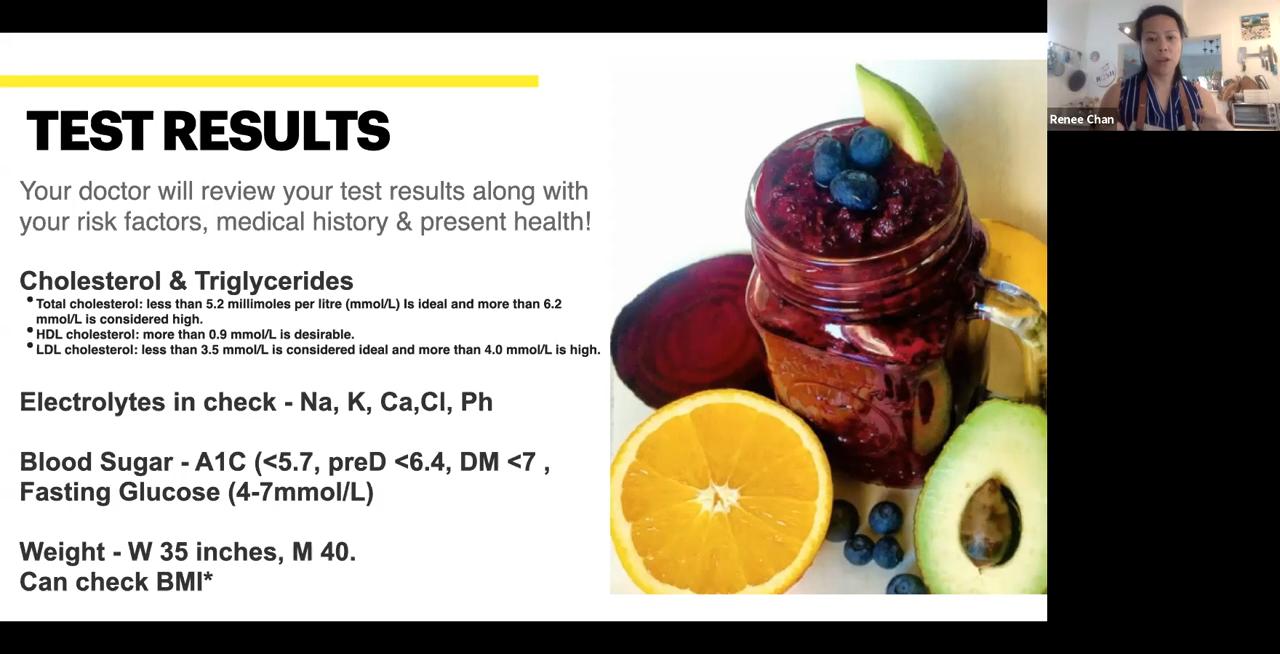 TEST RESULTS
Your doctor will review your test results along with
your risk factors, medical history & present health!
Cholesterol & Triglycerides
•Total cholesterol: less than 5.2 millimoles per litre (mmol/L) Is ideal and more than 6.2
mmol/L is considered high.
•HDL cholesterol: more than 0.9 mmol/L is desirable.
•LDL cholesterol: less than 3.5 mmol/L is considered ideal and more than 4.0 mmol/L is high.
Electrolytes in check - Na, K, Ca,Cl, Ph
Blood Sugar - A1C (<5.7, preD <6.4, DM <7 ,
Fasting Glucose (4-7mmol/L)
Weight - W 35 inches, M 40.
Can check BMI*
Renee Chan